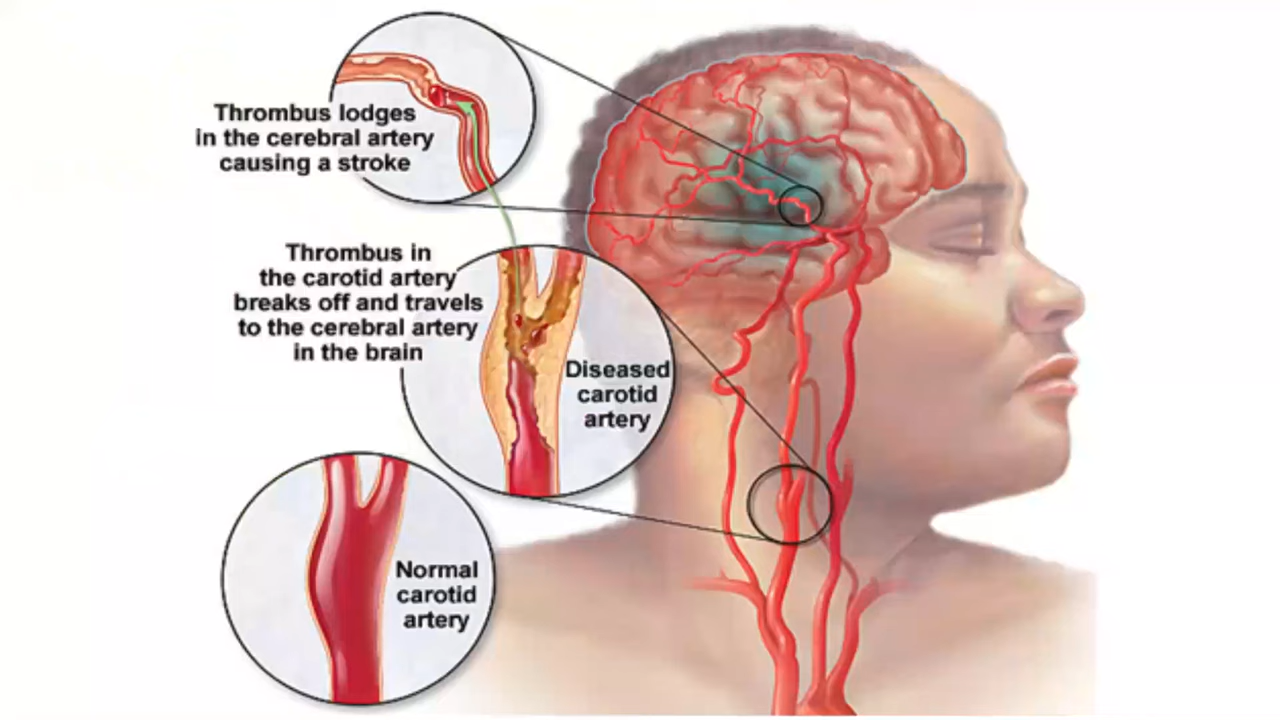 Thrombus lodges
in the cerebral artery
causing a stroke
Thrombus in
the carotid artery
breaks off and travels
to the cerebral artery
in the brain
Diseased
carotid
artery
Normal
carotid
artery